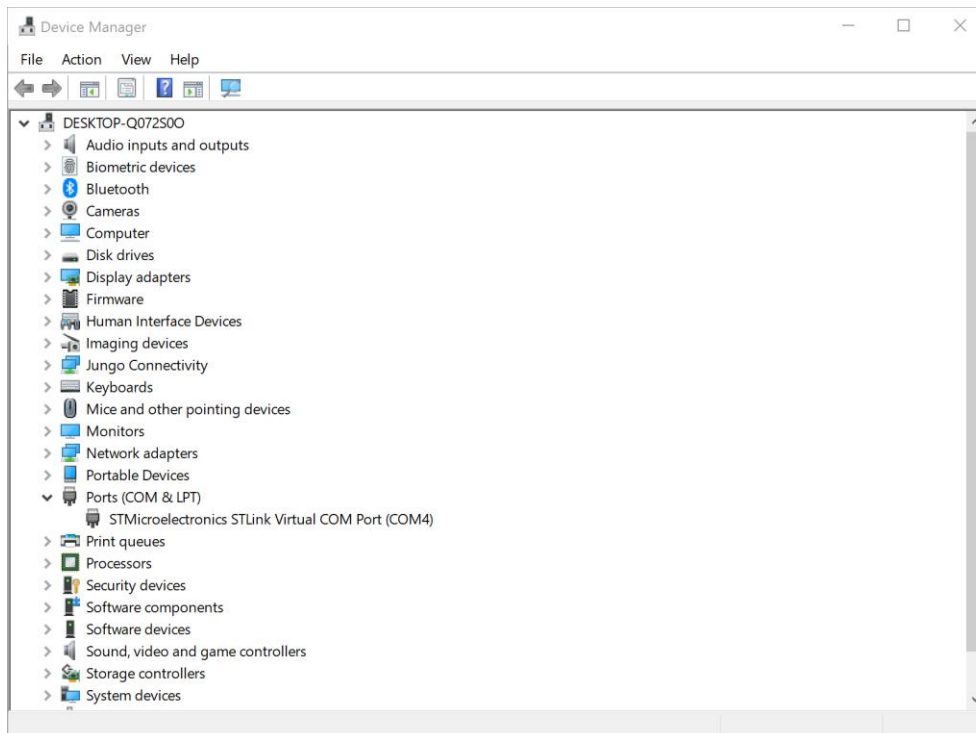 Device Manager
File Action View Help
DESKTOP-Q072S0O
Audio inputs and outputs
Biometric devices
Bluetooth
Cameras
Computer
Disk drives
Display adapters
Firmware
Human Interface Devices
Imaging devices
Jungo Connectivity
Keyboards
Mice and other pointing devices
Monitors
Network adapters
Portable Devices
Ports (COM & LPT)
STMicroelectronics STLink Virtual COM Port (COM4)
Print queues
Processors
Security devices
Software components
Software devices
Sound, video and game controllers
Storage controllers
System devices